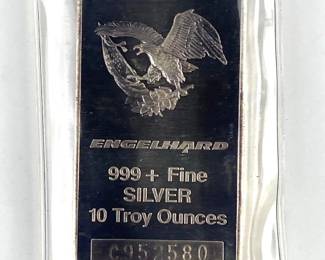 ENGELHARD
999+ Fine
SILVER
10 Troy Ounces
C952580